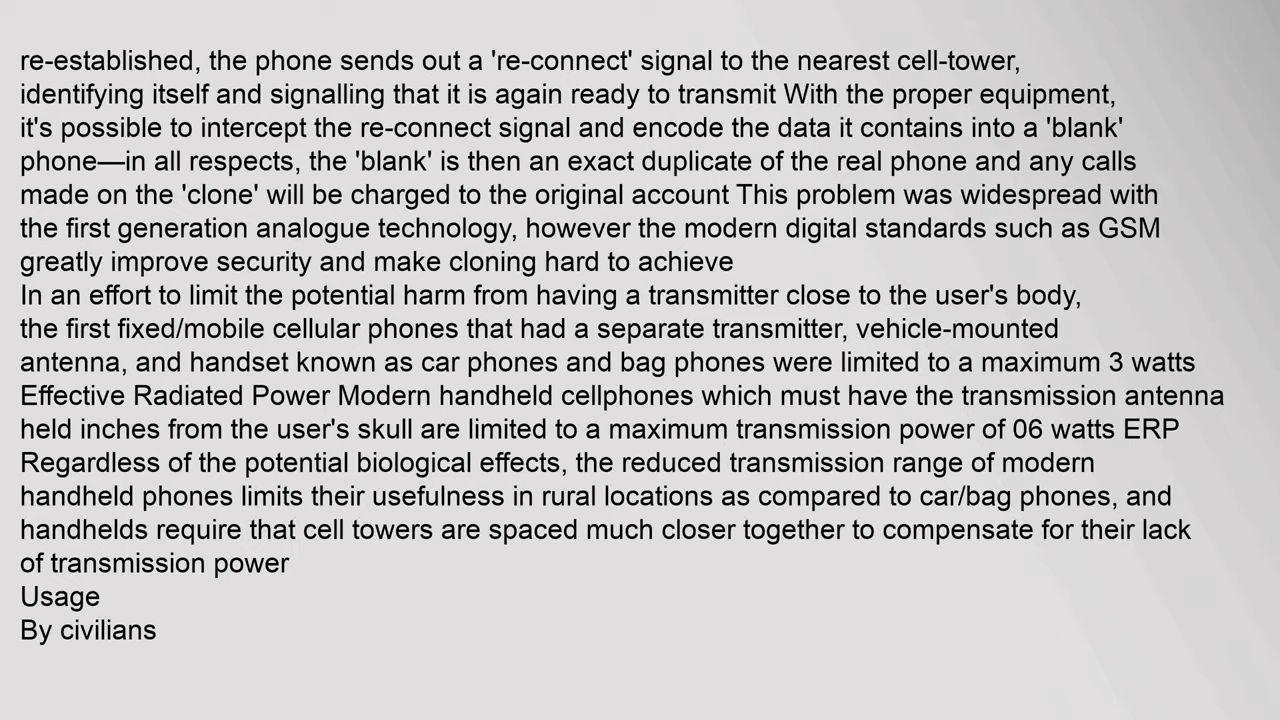 re-established, the phone sends out a 're-connect' signal to the nearest cell-tower,
identifying itself and signalling that it is again ready to transmit With the proper equipment,
it's possible to intercept the re-connect signal and encode the data it contains into a 'blank'
phone—in all respects, the 'blank' is then an exact duplicate of the real phone and any calls
made on the 'clone' will be charged to the original account This problem was widespread with
the first generation analogue technology, however the modern digital standards such as GSM
greatly improve security and make cloning hard to achieve
In an effort to limit the potential harm from having a transmitter close to the user's body,
the first fixed/mobile cellular phones that had a separate transmitter, vehicle-mounted
antenna, and handset known as car phones and bag phones were limited to a maximum 3 watts
Effective Radiated Power Modern handheld cellphones which must have the transmission antenna
held inches from the user's skull are limited to a maximum transmission power of 06 watts ERP
Regardless of the potential biological effects, the reduced transmission range of modern
handheld phones limits their usefulness in rural locations as compared to car/bag phones, and
handhelds require that cell towers are spaced much closer together to compensate for their lack
of transmission power
Usage
By civilians